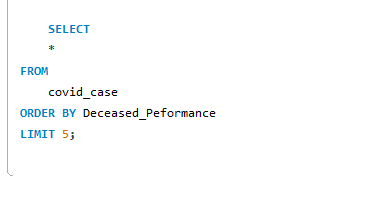 SELECT
*
FROM
covid_case
ORDER BY Deceased_Peformance
LIMIT 5;